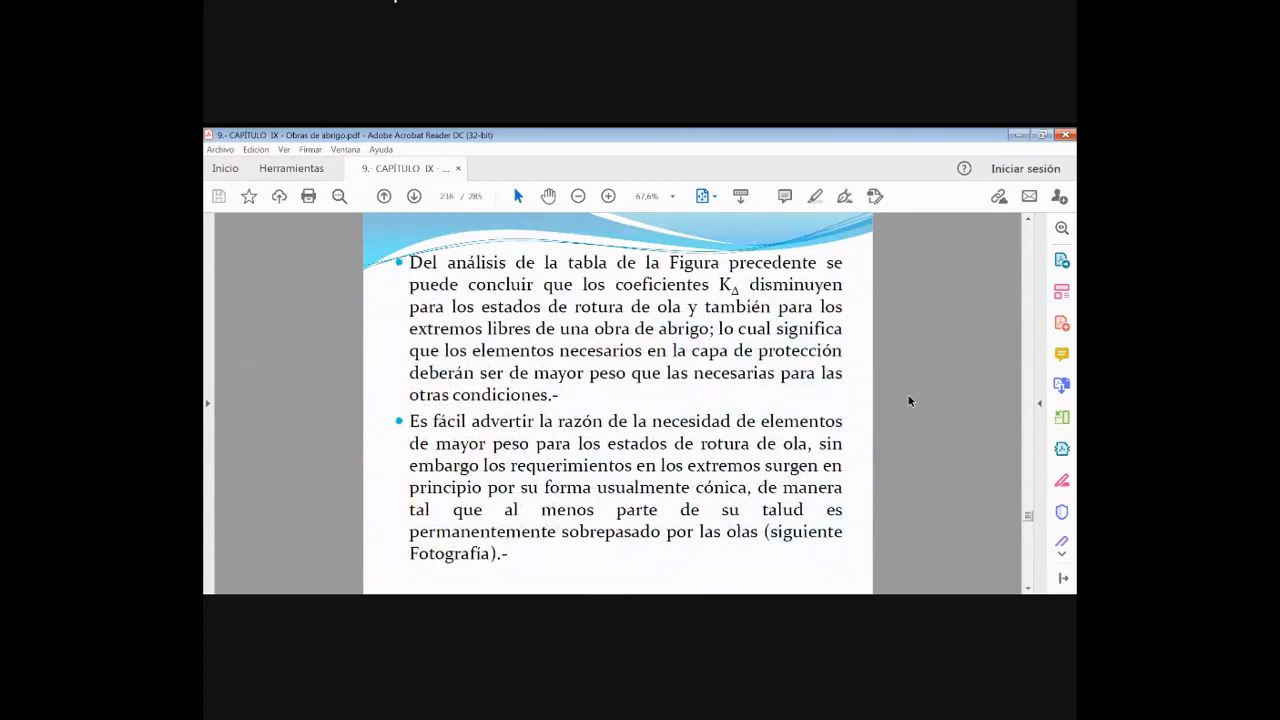 9.- CAPÍTULO IX - Obras de abrigo.pdf - Adobe Acrobat Reader DC (32-bit)
Archivo Edición Ver Firmar Ventana Ayuda
Inicio Herramientas 9.- CAPÍTULO IX - ... × Iniciar sesión
236 / 285 67,6%
Del análisis de la tabla de la Figura precedente se
puede concluir que los coeficientes KΔ disminuyen
para los estados de rotura de ola y también para los
extremos libres de una obra de abrigo; lo cual significa
que los elementos necesarios en la capa de protección
deberán ser de mayor peso que las necesarias para las
otras condiciones.-
Es fácil advertir la razón de la necesidad de elementos
de mayor peso para los estados de rotura de ola, sin
embargo los requerimientos en los extremos surgen en
principio por su forma usualmente cónica, de manera
tal que al menos parte de su talud es
permanentemente sobrepasado por las olas (siguiente
Fotografía).-